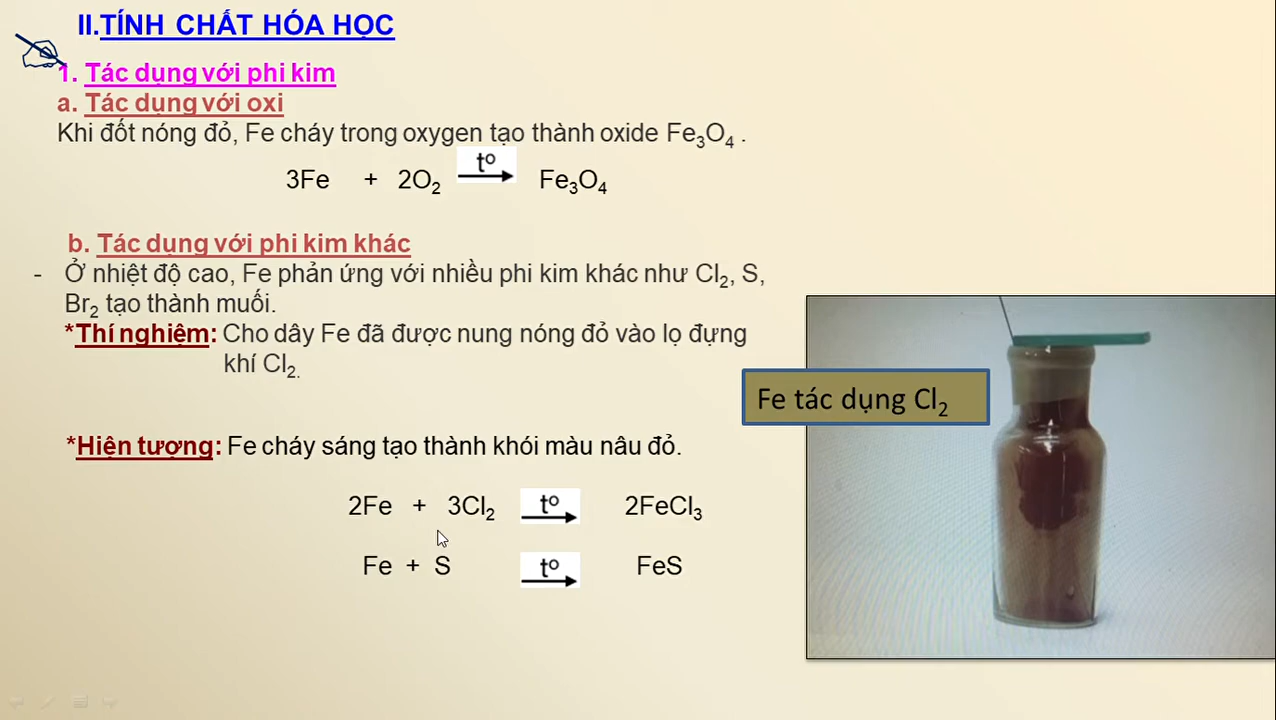 II.TÍNH CHẤT HÓA HỌC
1. Tác dụng với phi kim
a. Tác dụng với oxi
Khi đốt nóng đỏ, Fe cháy trong oxygen tạo thành oxide Fe₃O₄ .
3Fe + 2O₂ t° → Fe₃O₄
b. Tác dụng với phi kim khác
- Ở nhiệt độ cao, Fe phản ứng với nhiều phi kim khác như Cl₂, S,
Br₂ tạo thành muối.
*Thí nghiệm: Cho dây Fe đã được nung nóng đỏ vào lọ đựng
khí Cl₂.
Fe tác dụng Cl₂
*Hiện tượng: Fe cháy sáng tạo thành khói màu nâu đỏ.
2Fe + 3Cl₂ t° → 2FeCl₃
Fe + S t° → FeS